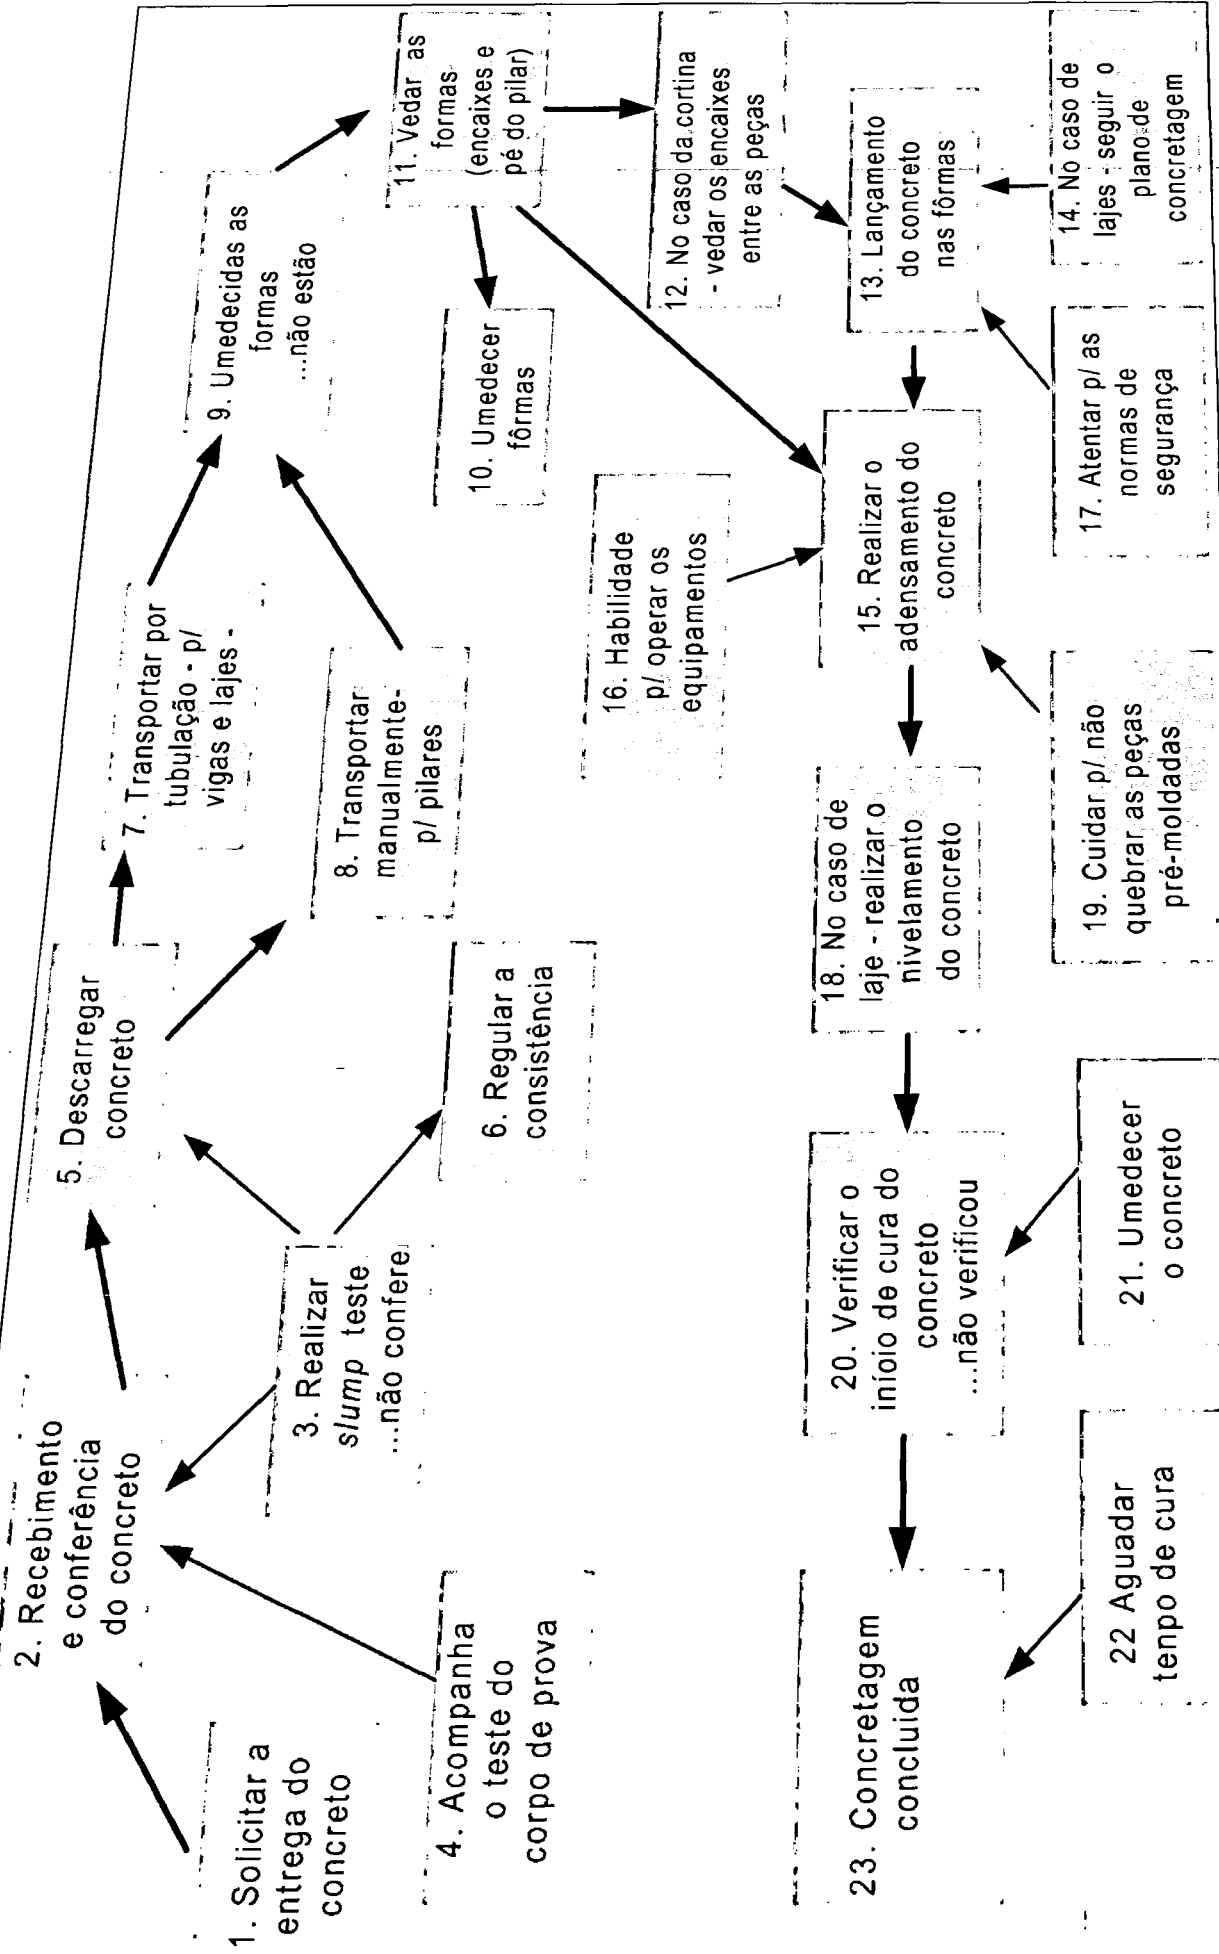 1. Solicitar a
entrega do
concreto
2. Recebimento
e conferência
do concreto
3. Realizar
slump teste
...não confere
4. Acompanha
o teste do
corpo de prova
5. Descarregar
concreto
6. Regular a
consistência
7. Transportar por
tubulação - p/
vigas e lajes -
8. Transportar
manualmente-
p/ pilares
9. Umedecidas as
formas
...não estão
10. Umedecer
fôrmas
11. Vedar as
formas
(encaixes e
pé do pilar)
12. No caso da cortina
- vedar os encaixes
entre as peças
13. Lançamento
do concreto
nas fôrmas
14. No caso de
lajes - seguir o
plano de
concretagem
15. Realizar o
adensamento do
concreto
16. Habilidade
p/ operar os
equipamentos
17. Atentar p/ as
normas de
segurança
18. No caso de
laje - realizar o
nivelamento
do concreto
19. Cuidar p/ não
quebrar as peças
pré-moldadas
20. Verificar o
iníoio de cura do
concreto
...não verificou
21. Umedecer
o concreto
22 Aguadar
tenpo de cura
23. Concretagem
concluida